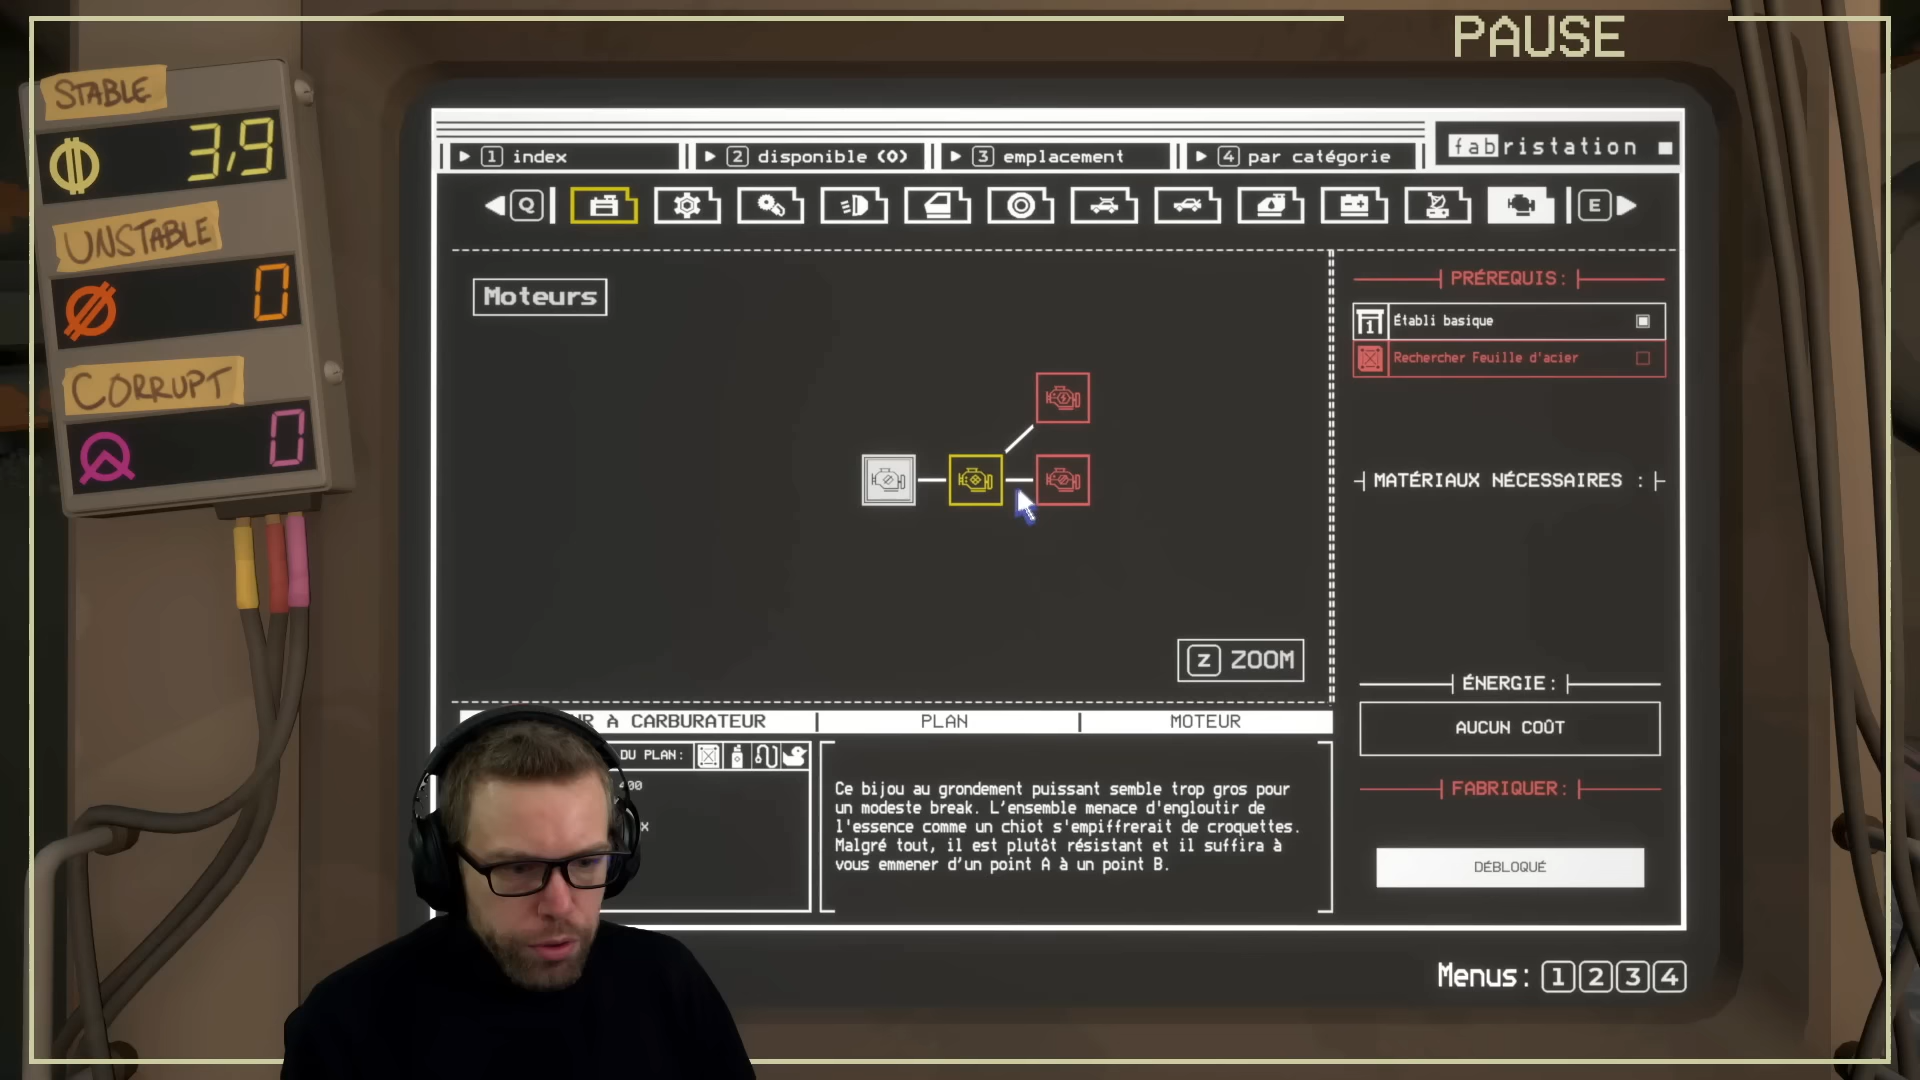 PAUSE
STABLE
3,9
UNSTABLE
0
CORRUPT
0
1 index
2 disponible (0)
3 emplacement
4 par catégorie
fabristation
Q
E
Moteurs
PRÉREQUIS:
1 Établi basique
Rechercher Feuille d'acier
MATÉRIAUX NÉCESSAIRES :
Z ZOOM
ÉNERGIE:
AUCUN COÛT
FABRIQUER:
DÉBLOQUÉ
À CARBURATEUR
PLAN
MOTEUR
DU PLAN:
Ce bijou au grondement puissant semble trop gros pour
un modeste break. L'ensemble menace d'engloutir de
l'essence comme un chiot s'empiffrerait de croquettes.
Malgré tout, il est plutôt résistant et il suffira à
vous emmener d'un point A à un point B.
Menus: 1 2 3 4